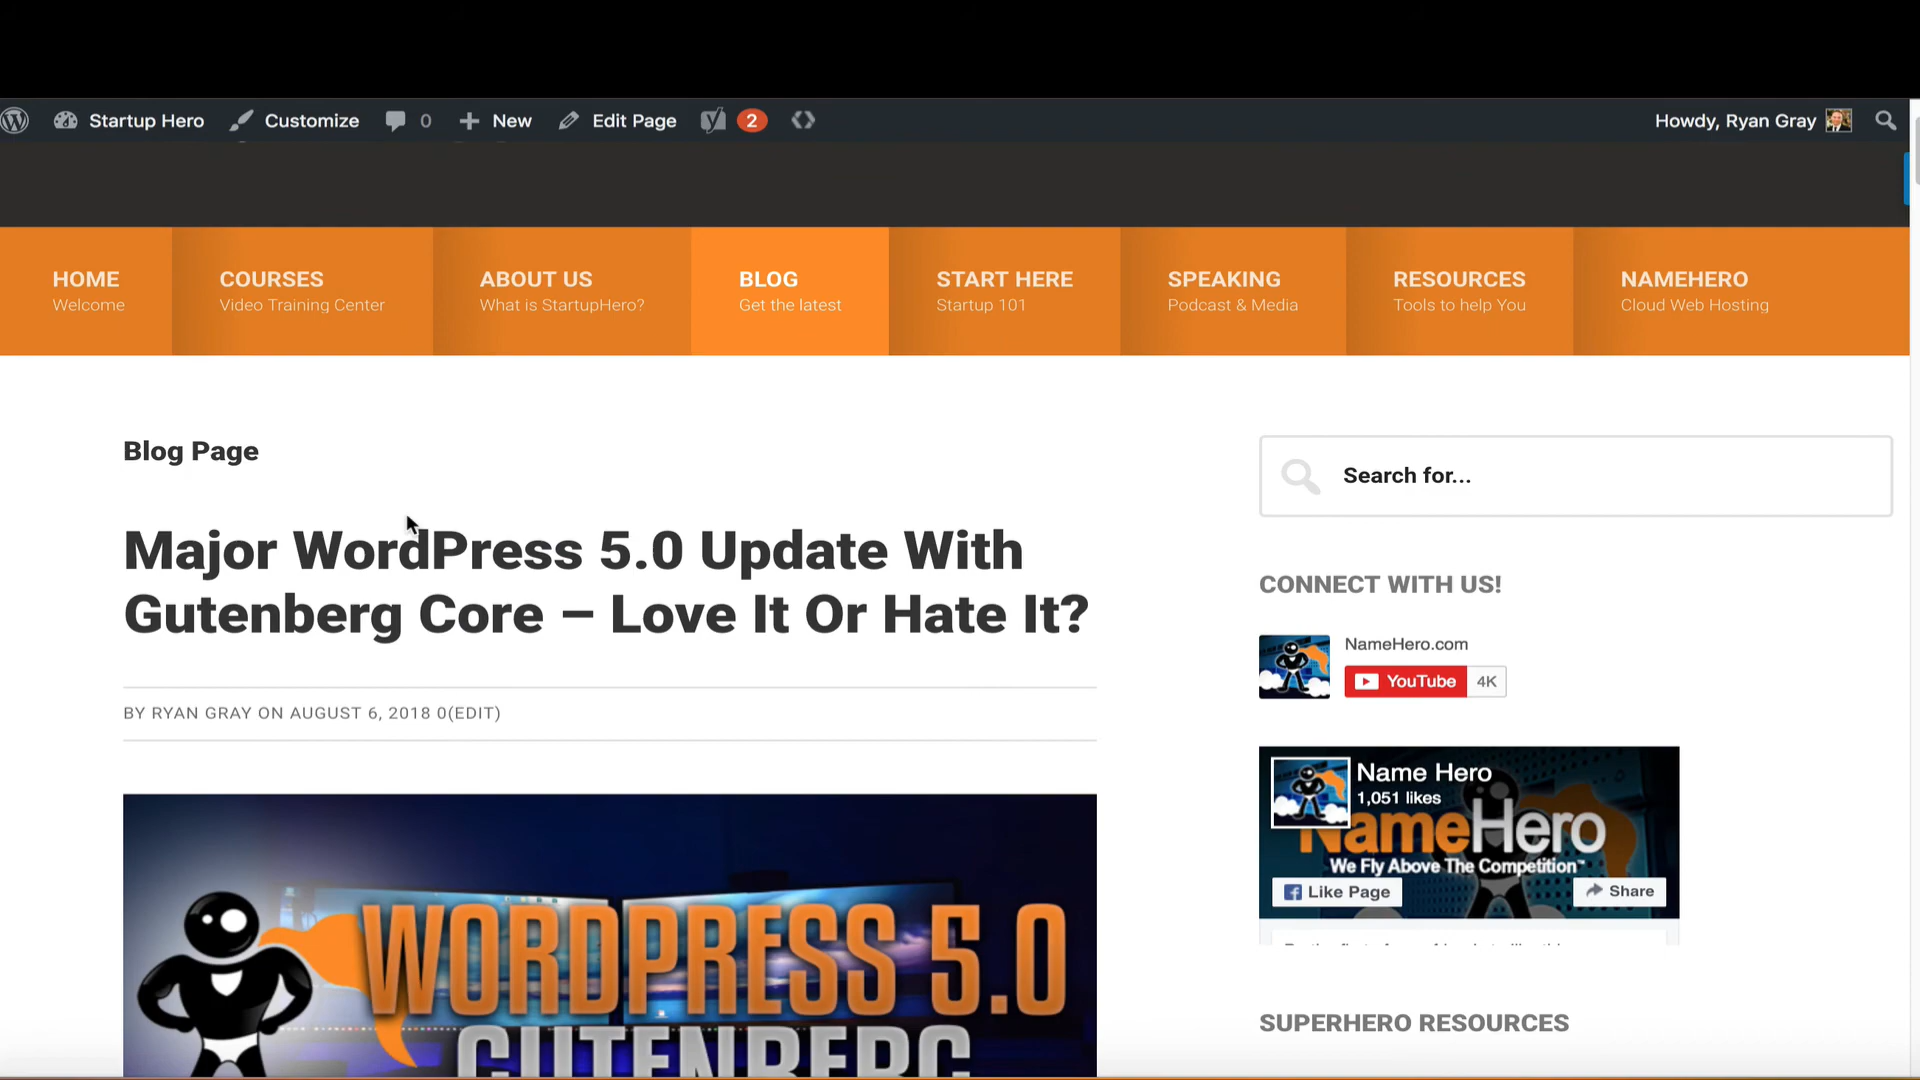 Startup Hero
Customize
0
New
Edit Page
2
Howdy, Ryan Gray
HOME
Welcome
COURSES
Video Training Center
ABOUT US
What is StartupHero?
BLOG
Get the latest
START HERE
Startup 101
SPEAKING
Podcast & Media
RESOURCES
Tools to help You
NAMEHERO
Cloud Web Hosting
Blog Page
Major WordPress 5.0 Update With
Gutenberg Core – Love It Or Hate It?
BY RYAN GRAY ON AUGUST 6, 2018 0(EDIT)
WORDPRESS 5.0
GUTENBERG
Search for...
CONNECT WITH US!
NameHero.com
YouTube 4K
Name Hero
1,051 likes
NameHero
We Fly Above The Competition™
Like Page
Share
SUPERHERO RESOURCES